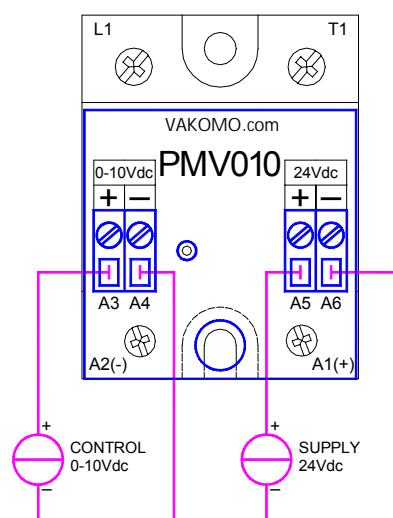 L1 T1
VAKOMO.com
PMV010
0-10Vdc 24Vdc
+ − + −
A3 A4 A5 A6
A2(-) A1(+)
+ +
CONTROL SUPPLY
0-10Vdc 24Vdc
− −